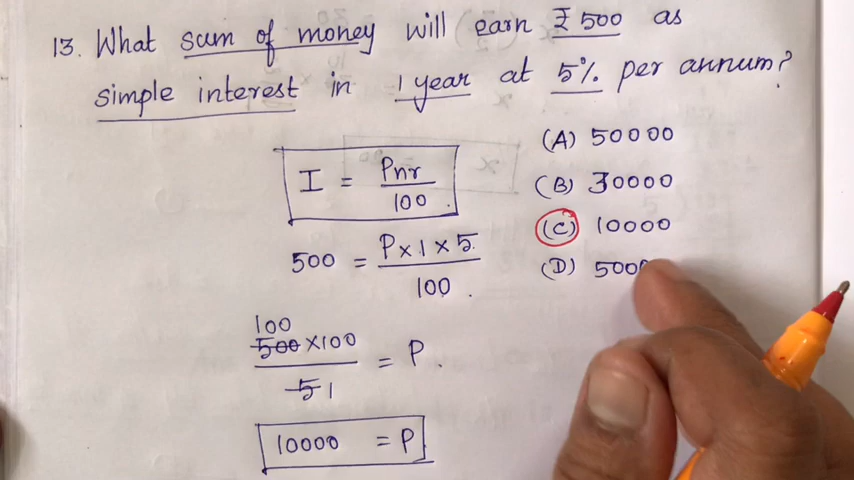 13. What sum of money will earn ₹500 as
simple interest in 1 year at 5% per annum?
(A) 50000
(B) 30000
(C) 10000
(D) 500
I = Pnr/100
500 = P×1×5/100.
100
500×100/5 1 = P.
10000 = P